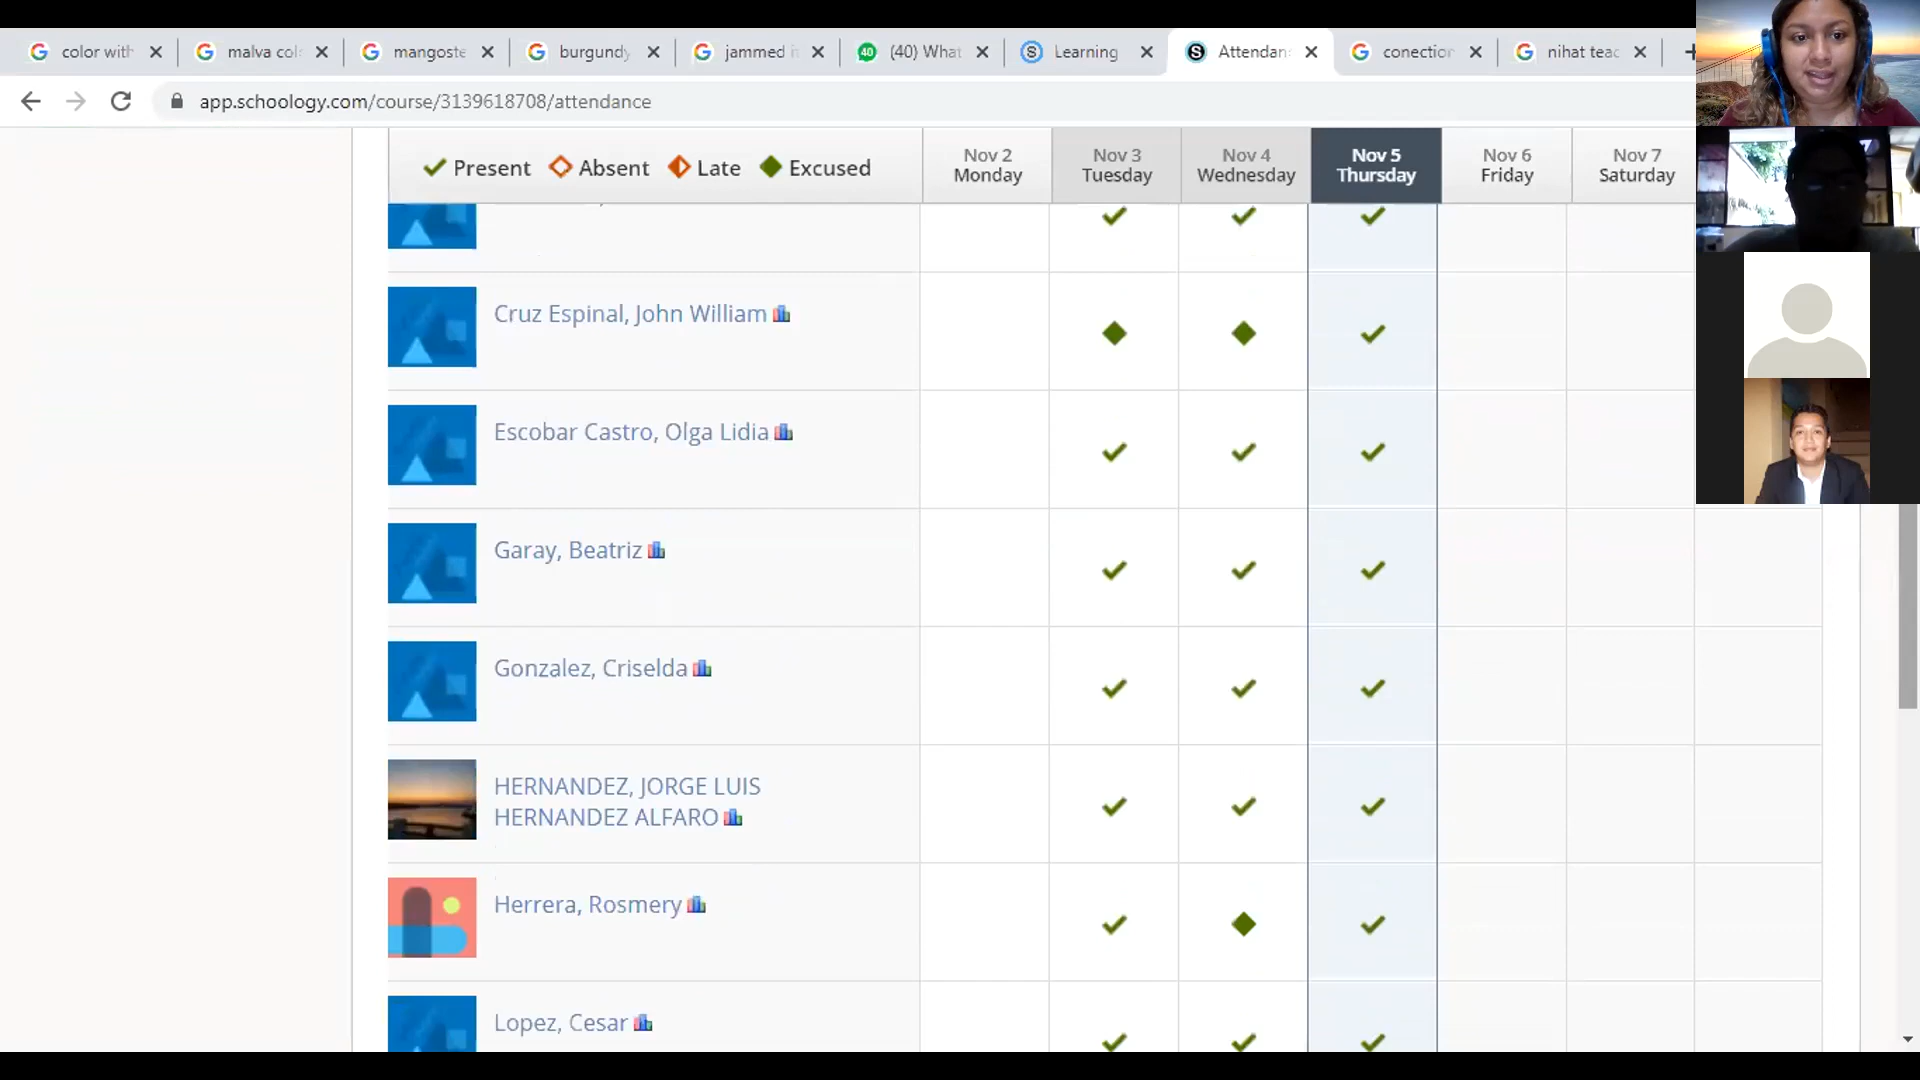 color with
malva col
mangoste
burgundy
jammed i
40
(40) What
Learning
Attendan
conection
nihat teac
app.schoology.com/course/3139618708/attendance
Present Absent Late Excused
Nov 2 Monday
Nov 3 Tuesday
Nov 4 Wednesday
Nov 5 Thursday
Nov 6 Friday
Nov 7 Saturday
Cruz Espinal, John William
Escobar Castro, Olga Lidia
Garay, Beatriz
Gonzalez, Criselda
HERNANDEZ, JORGE LUIS
HERNANDEZ ALFARO
Herrera, Rosmery
Lopez, Cesar